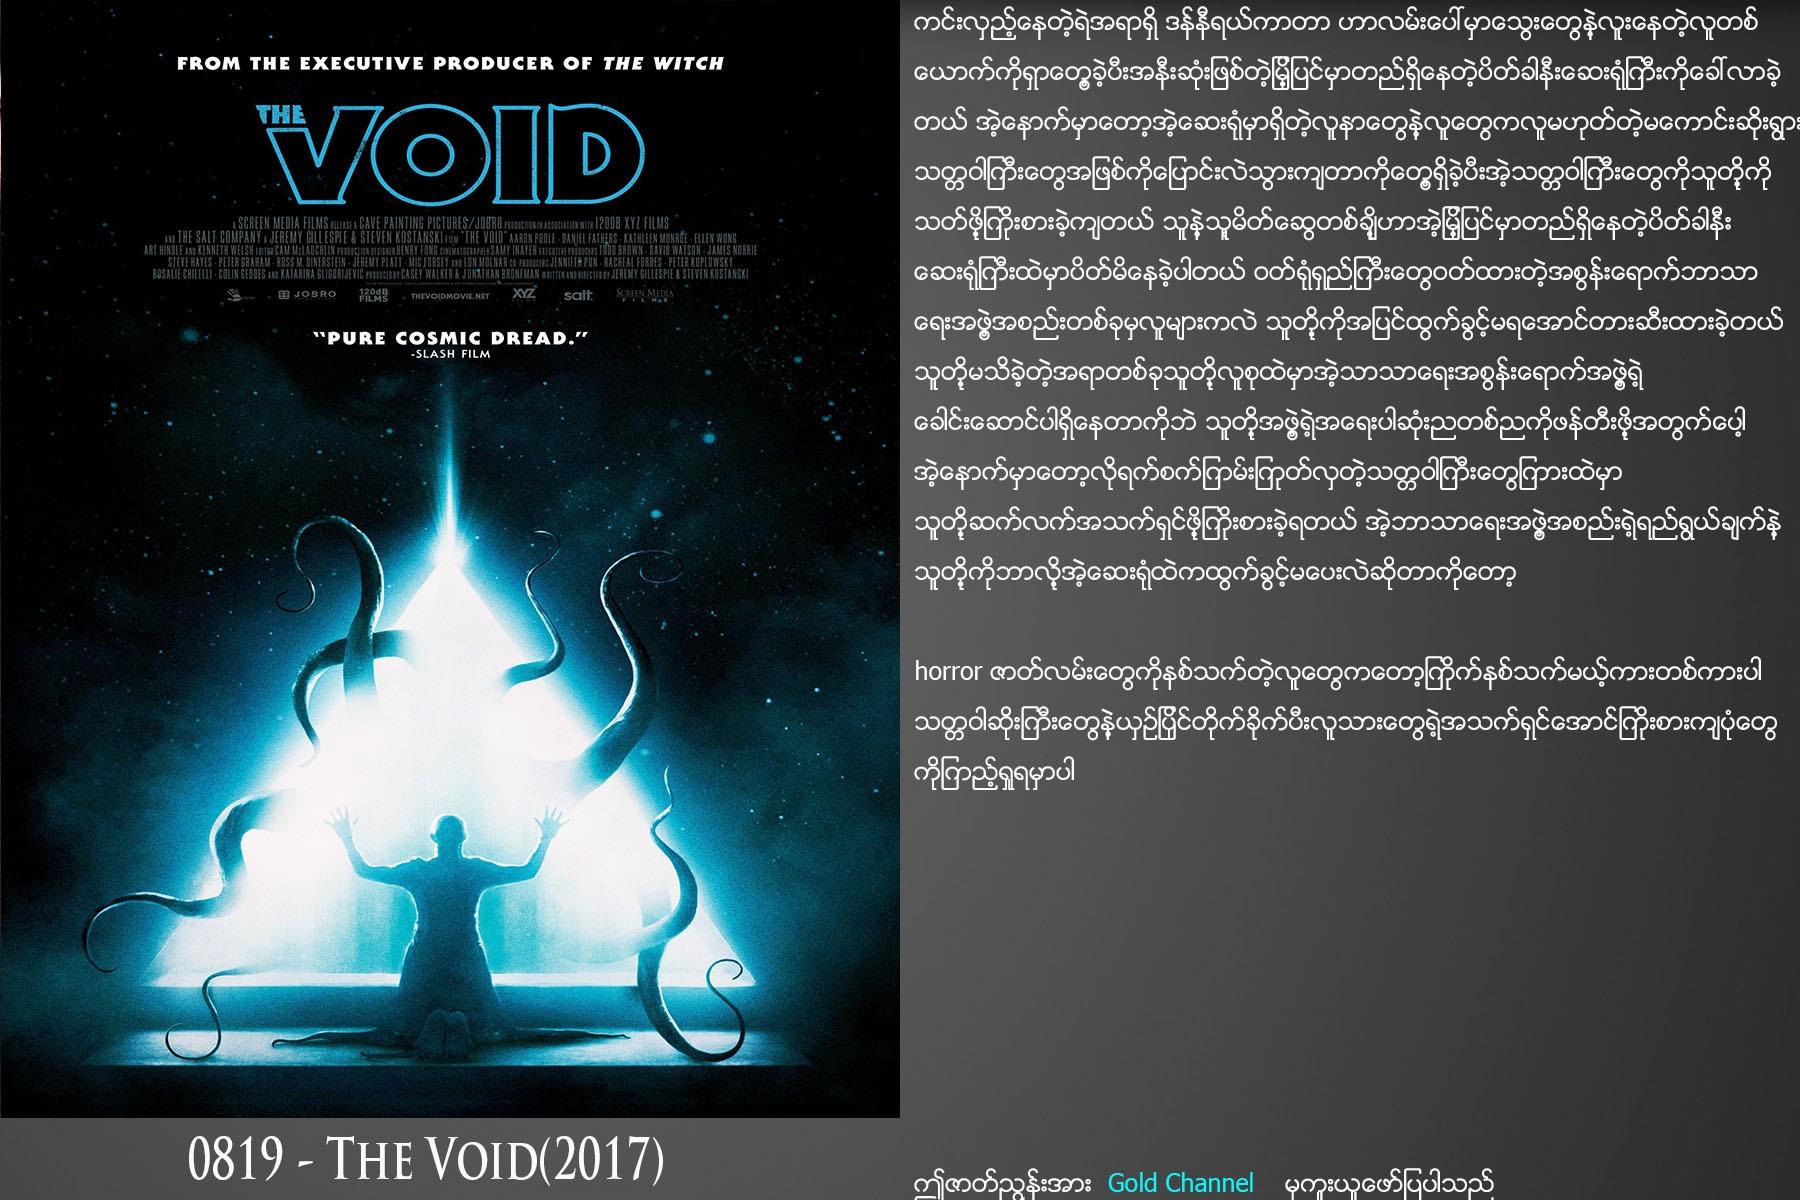 FROM THE EXECUTIVE PRODUCER OF THE WITCH
THE
VOID
A SCREEN MEDIA FILMS RELEASE A CAVE PAINTING PICTURES/JOBRO PRODUCTION IN ASSOCIATION WITH 120DB XYZ FILMS
AND THE SALT COMPANY A JEREMY GILLESPIE & STEVEN KOSTANSKI FILM "THE VOID" AARON POOLE · DANIEL FATHERS · KATHLEEN MUNROE · ELLEN WONG
ART HINDLE AND KENNETH WELSH EDITOR CAM McLAUGHLIN PRODUCTION DESIGNER HENRY FONG CINEMATOGRAPHER SAMY INAYEH EXECUTIVE PRODUCERS TODD BROWN · DAVID WATSON · JAMES NORRIE
STEVE HAYES · PETER GRAHAM · ROSS M. DINERSTEIN · JEREMY PLATT · MIC FORSEY AND JON MOLINA CO-PRODUCERS JENNIFER POL · RACHEAL FORBES · PETER KUPLOWSKY
ROSALIE CHILELLI · COLIN GEDDES AND KATARINA GLIGORIJEVIC PRODUCED BY CASEY WALKER & JONATHAN BRONFMAN WRITTEN AND DIRECTED BY JEREMY GILLESPIE & STEVEN KOSTANSKI
JOBRO 120dB FILMS THEVOIDMOVIE.NET XYZ FILMS salt. SCREEN MEDIA FILMS
“PURE COSMIC DREAD.”
-SLASH FILM
0819 - THE VOID(2017)
ကင်းလှည့်နေတဲ့ရဲအရာရှိ ဒန်နီရယ်ကာတာ ဟာလမ်းပေါ်မှာသွေးတွေနဲ့လူးနေတဲ့လူတစ်
ယောက်ကိုရှာတွေ့ခဲ့ပီးအနီးဆုံးဖြစ်တဲ့မြို့ပြင်မှာတည်ရှိနေတဲ့ပိတ်ခါနီးဆေးရုံကြီးကိုခေါ်လာခဲ့
တယ် အဲ့နောက်မှာတော့အဲ့ဆေးရုံမှာရှိတဲ့လူနာတွေနဲ့လူတွေကလူမဟုတ်တဲ့မကောင်းဆိုးရွား
သတ္တဝါကြီးတွေအဖြစ်ကိုပြောင်းလဲသွားကျတာကိုတွေ့ရှိခဲ့ပီးအဲ့သတ္တဝါကြီးတွေကိုသူတို့ကို
သတ်ဖို့ကြိုးစားခဲ့ကျတယ် သူနဲ့သူမိတ်ဆွေတစ်ချို့ဟာအဲ့မြို့ပြင်မှာတည်ရှိနေတဲ့ပိတ်ခါနီး
ဆေးရုံကြီးထဲမှာပိတ်မိနေခဲ့ပါတယ် ဝတ်ရုံရှည်ကြီးတွေဝတ်ထားတဲ့အစွန်းရောက်ဘာသာ
ရေးအဖွဲ့အစည်းတစ်ခုမှလူများကလဲ သူတို့ကိုအပြင်ထွက်ခွင့်မရအောင်တားဆီးထားခဲ့တယ်
သူတို့မသိခဲ့တဲ့အရာတစ်ခုသူတို့လူစုထဲမှာအဲ့သာသာရေးအစွန်းရောက်အဖွဲ့ရဲ့
ခေါင်းဆောင်ပါရှိနေတာကိုဘဲ သူတို့အဖွဲ့ရဲ့အရေးပါဆုံးညတစ်ညကိုဖန်တီးဖို့အတွက်ပေါ့
အဲ့နောက်မှာတော့လိုရက်စက်ကြာမ်းကြုတ်လှတဲ့သတ္တဝါကြီးတွေကြားထဲမှာ
သူတို့ဆက်လက်အသက်ရှင်ဖို့ကြိုးစားခဲ့ရတယ် အဲ့ဘာသာရေးအဖွဲ့အစည်းရဲ့ရည်ရွယ်ချက်နဲ့
သူတို့ကိုဘာလို့အဲ့ဆေးရုံထဲကထွက်ခွင့်မပေးလဲဆိုတာကိုတော့
horror ဇာတ်လမ်းတွေကိုနှစ်သက်တဲ့လူတွေကတော့ကြိုက်နှစ်သက်မယ့်ကားတစ်ကားပါ
သတ္တဝါဆိုးကြီးတွေနဲ့ယှဉ်ပြိုင်တိုက်ခိုက်ပီးလူသားတွေရဲ့အသက်ရှင်အောင်ကြိုးစားကျပုံတွေ
ကိုကြည့်ရှုရမှာပါ
ဤဇာတ်ညွှန်းအား Gold Channel မှကူးယူဖော်ပြပါသည်